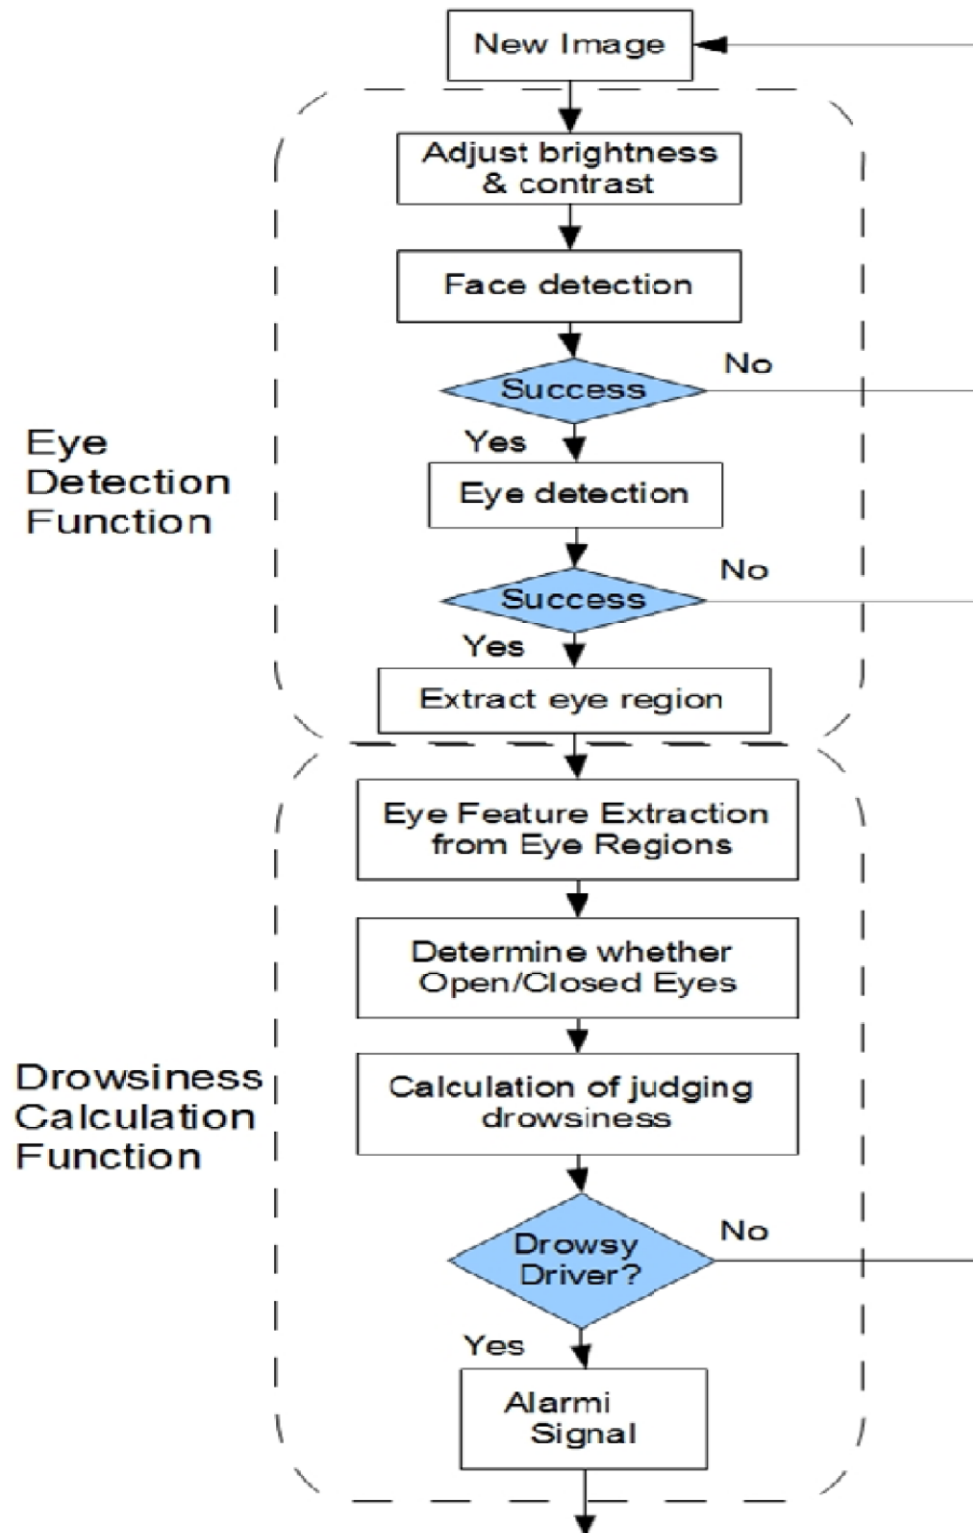 New Image
Adjust brightness
& contrast
Face detection
Success
No
Yes
Eye
Detection
Function
Eye detection
Success
No
Yes
Extract eye region
Eye Feature Extraction
from Eye Regions
Determine whether
Open/Closed Eyes
Drowsiness
Calculation
Function
Calculation of judging
drowsiness
Drowsy
Driver?
No
Yes
Alarmi
Signal